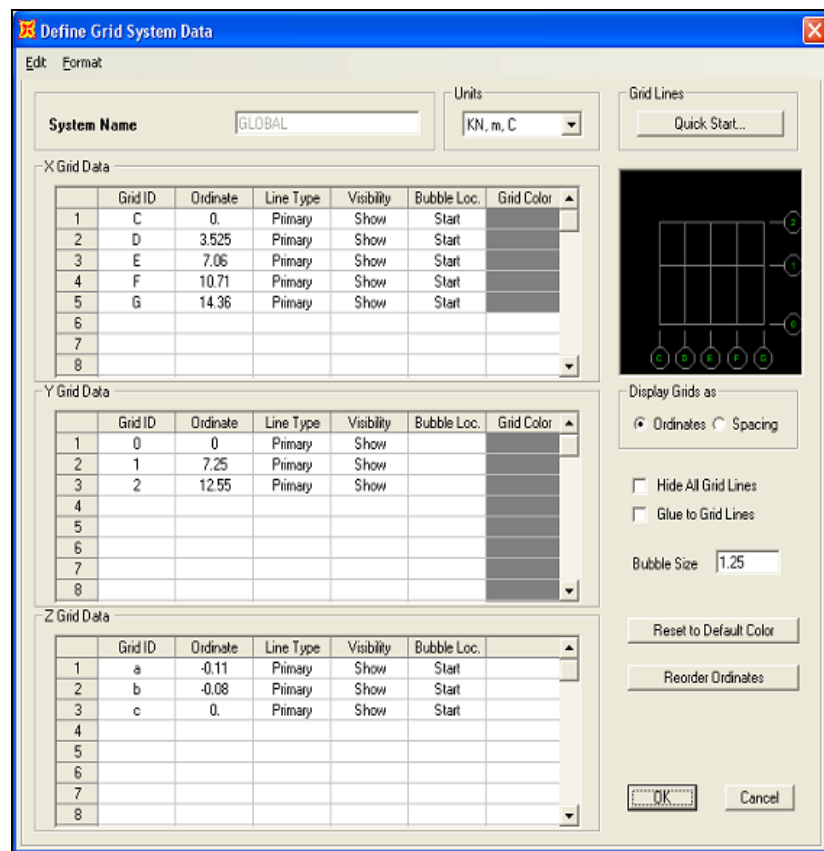 Define Grid System Data
Edit Format
System Name GLOBAL
Units
KN, m, C
Grid Lines
Quick Start...
X Grid Data
Grid ID Ordinate Line Type Visibility Bubble Loc. Grid Color
1 C 0. Primary Show Start
2 D 3.525 Primary Show Start
3 E 7.06 Primary Show Start
4 F 10.71 Primary Show Start
5 G 14.36 Primary Show Start
6
7
8
2
1
0
C D E F G
Y Grid Data
Grid ID Ordinate Line Type Visibility Bubble Loc. Grid Color
1 0 0 Primary Show
2 1 7.25 Primary Show
3 2 12.55 Primary Show
4
5
6
7
8
Display Grids as
Ordinates Spacing
Hide All Grid Lines
Glue to Grid Lines
Bubble Size 1.25
Z Grid Data
Grid ID Ordinate Line Type Visibility Bubble Loc.
1 a -0.11 Primary Show Start
2 b -0.08 Primary Show Start
3 c 0. Primary Show Start
4
5
6
7
8
Reset to Default Color
Reorder Ordinates
OK Cancel